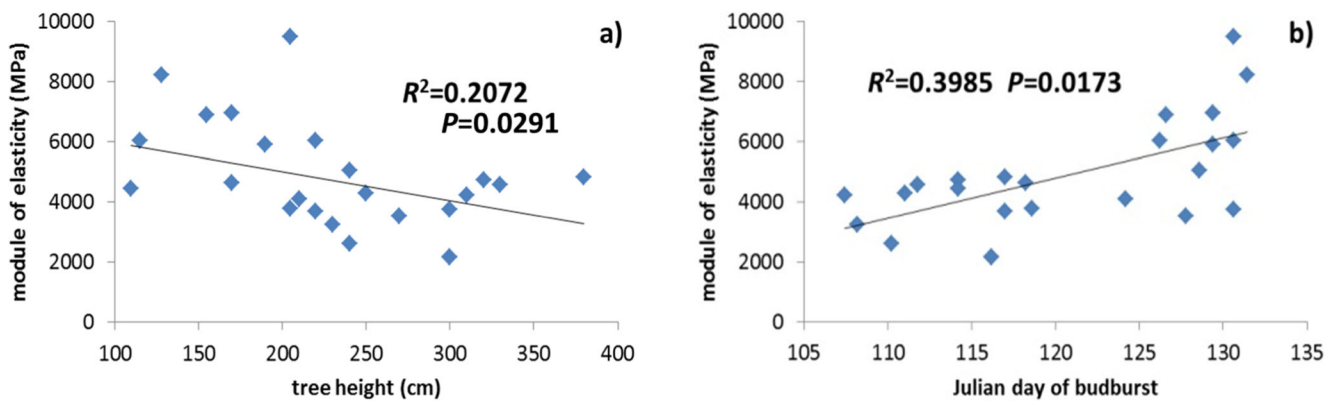 a)
module of elasticity (MPa)
10000
8000
6000
4000
2000
0
R²=0.2072
P=0.0291
100 150 200 250 300 350 400
tree height (cm)
b)
module of elasticity (MPa)
10000
8000
6000
4000
2000
0
R²=0.3985 P=0.0173
105 110 115 120 125 130 135
Julian day of budburst